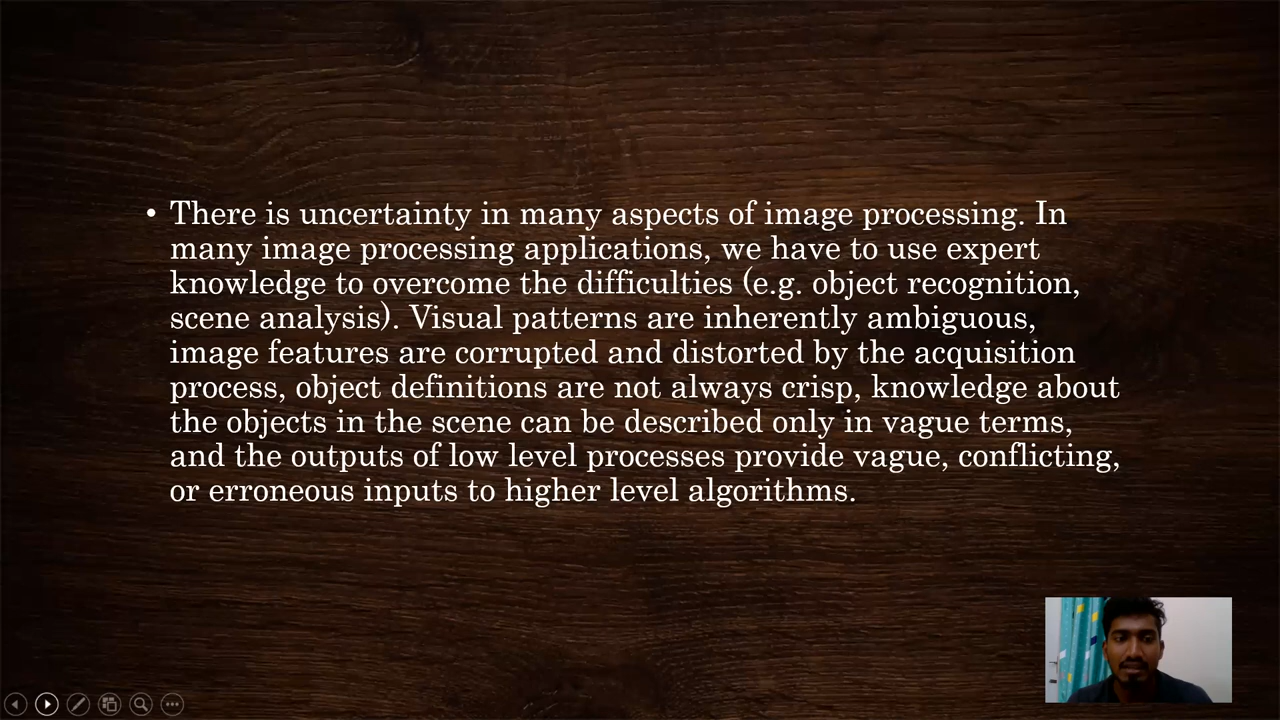 • There is uncertainty in many aspects of image processing. In
many image processing applications, we have to use expert
knowledge to overcome the difficulties (e.g. object recognition,
scene analysis). Visual patterns are inherently ambiguous,
image features are corrupted and distorted by the acquisition
process, object definitions are not always crisp, knowledge about
the objects in the scene can be described only in vague terms,
and the outputs of low level processes provide vague, conflicting,
or erroneous inputs to higher level algorithms.